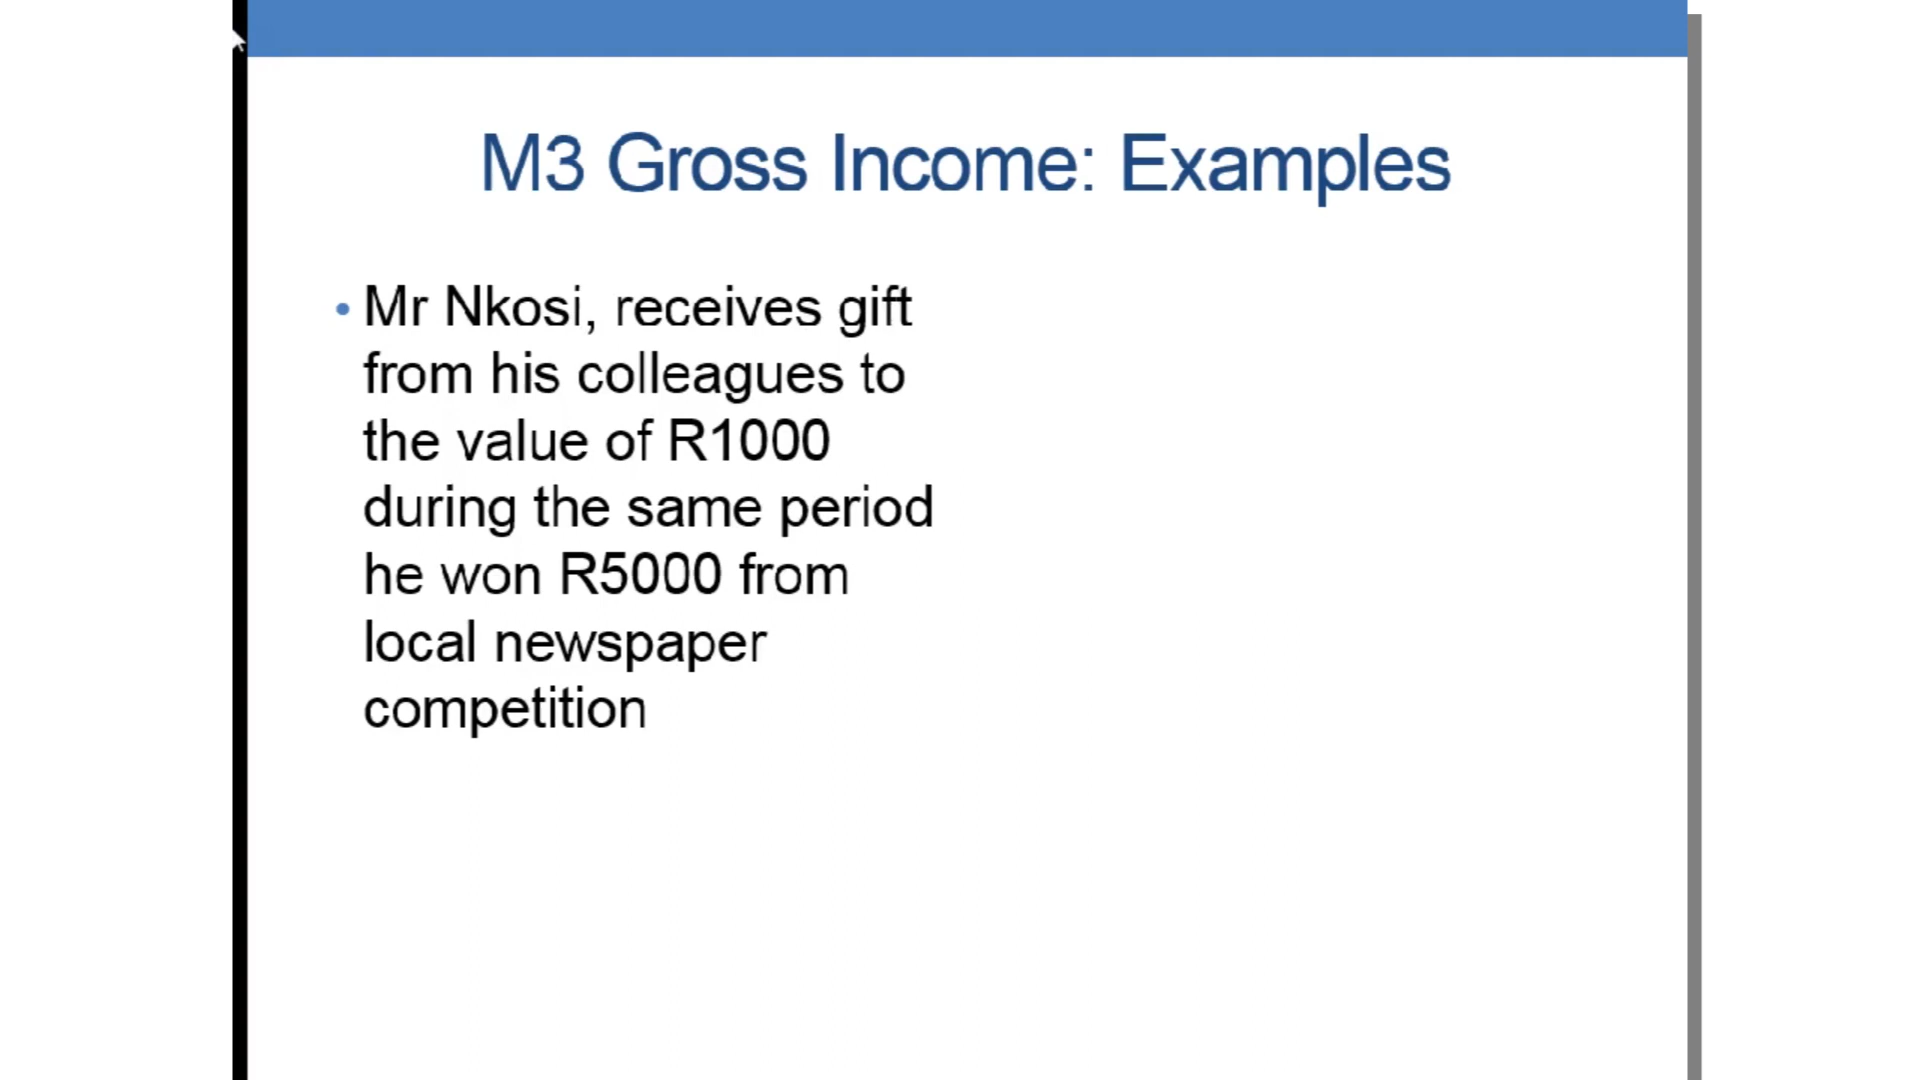 M3 Gross Income: Examples
• Mr Nkosi, receives gift
from his colleagues to
the value of R1000
during the same period
he won R5000 from
local newspaper
competition